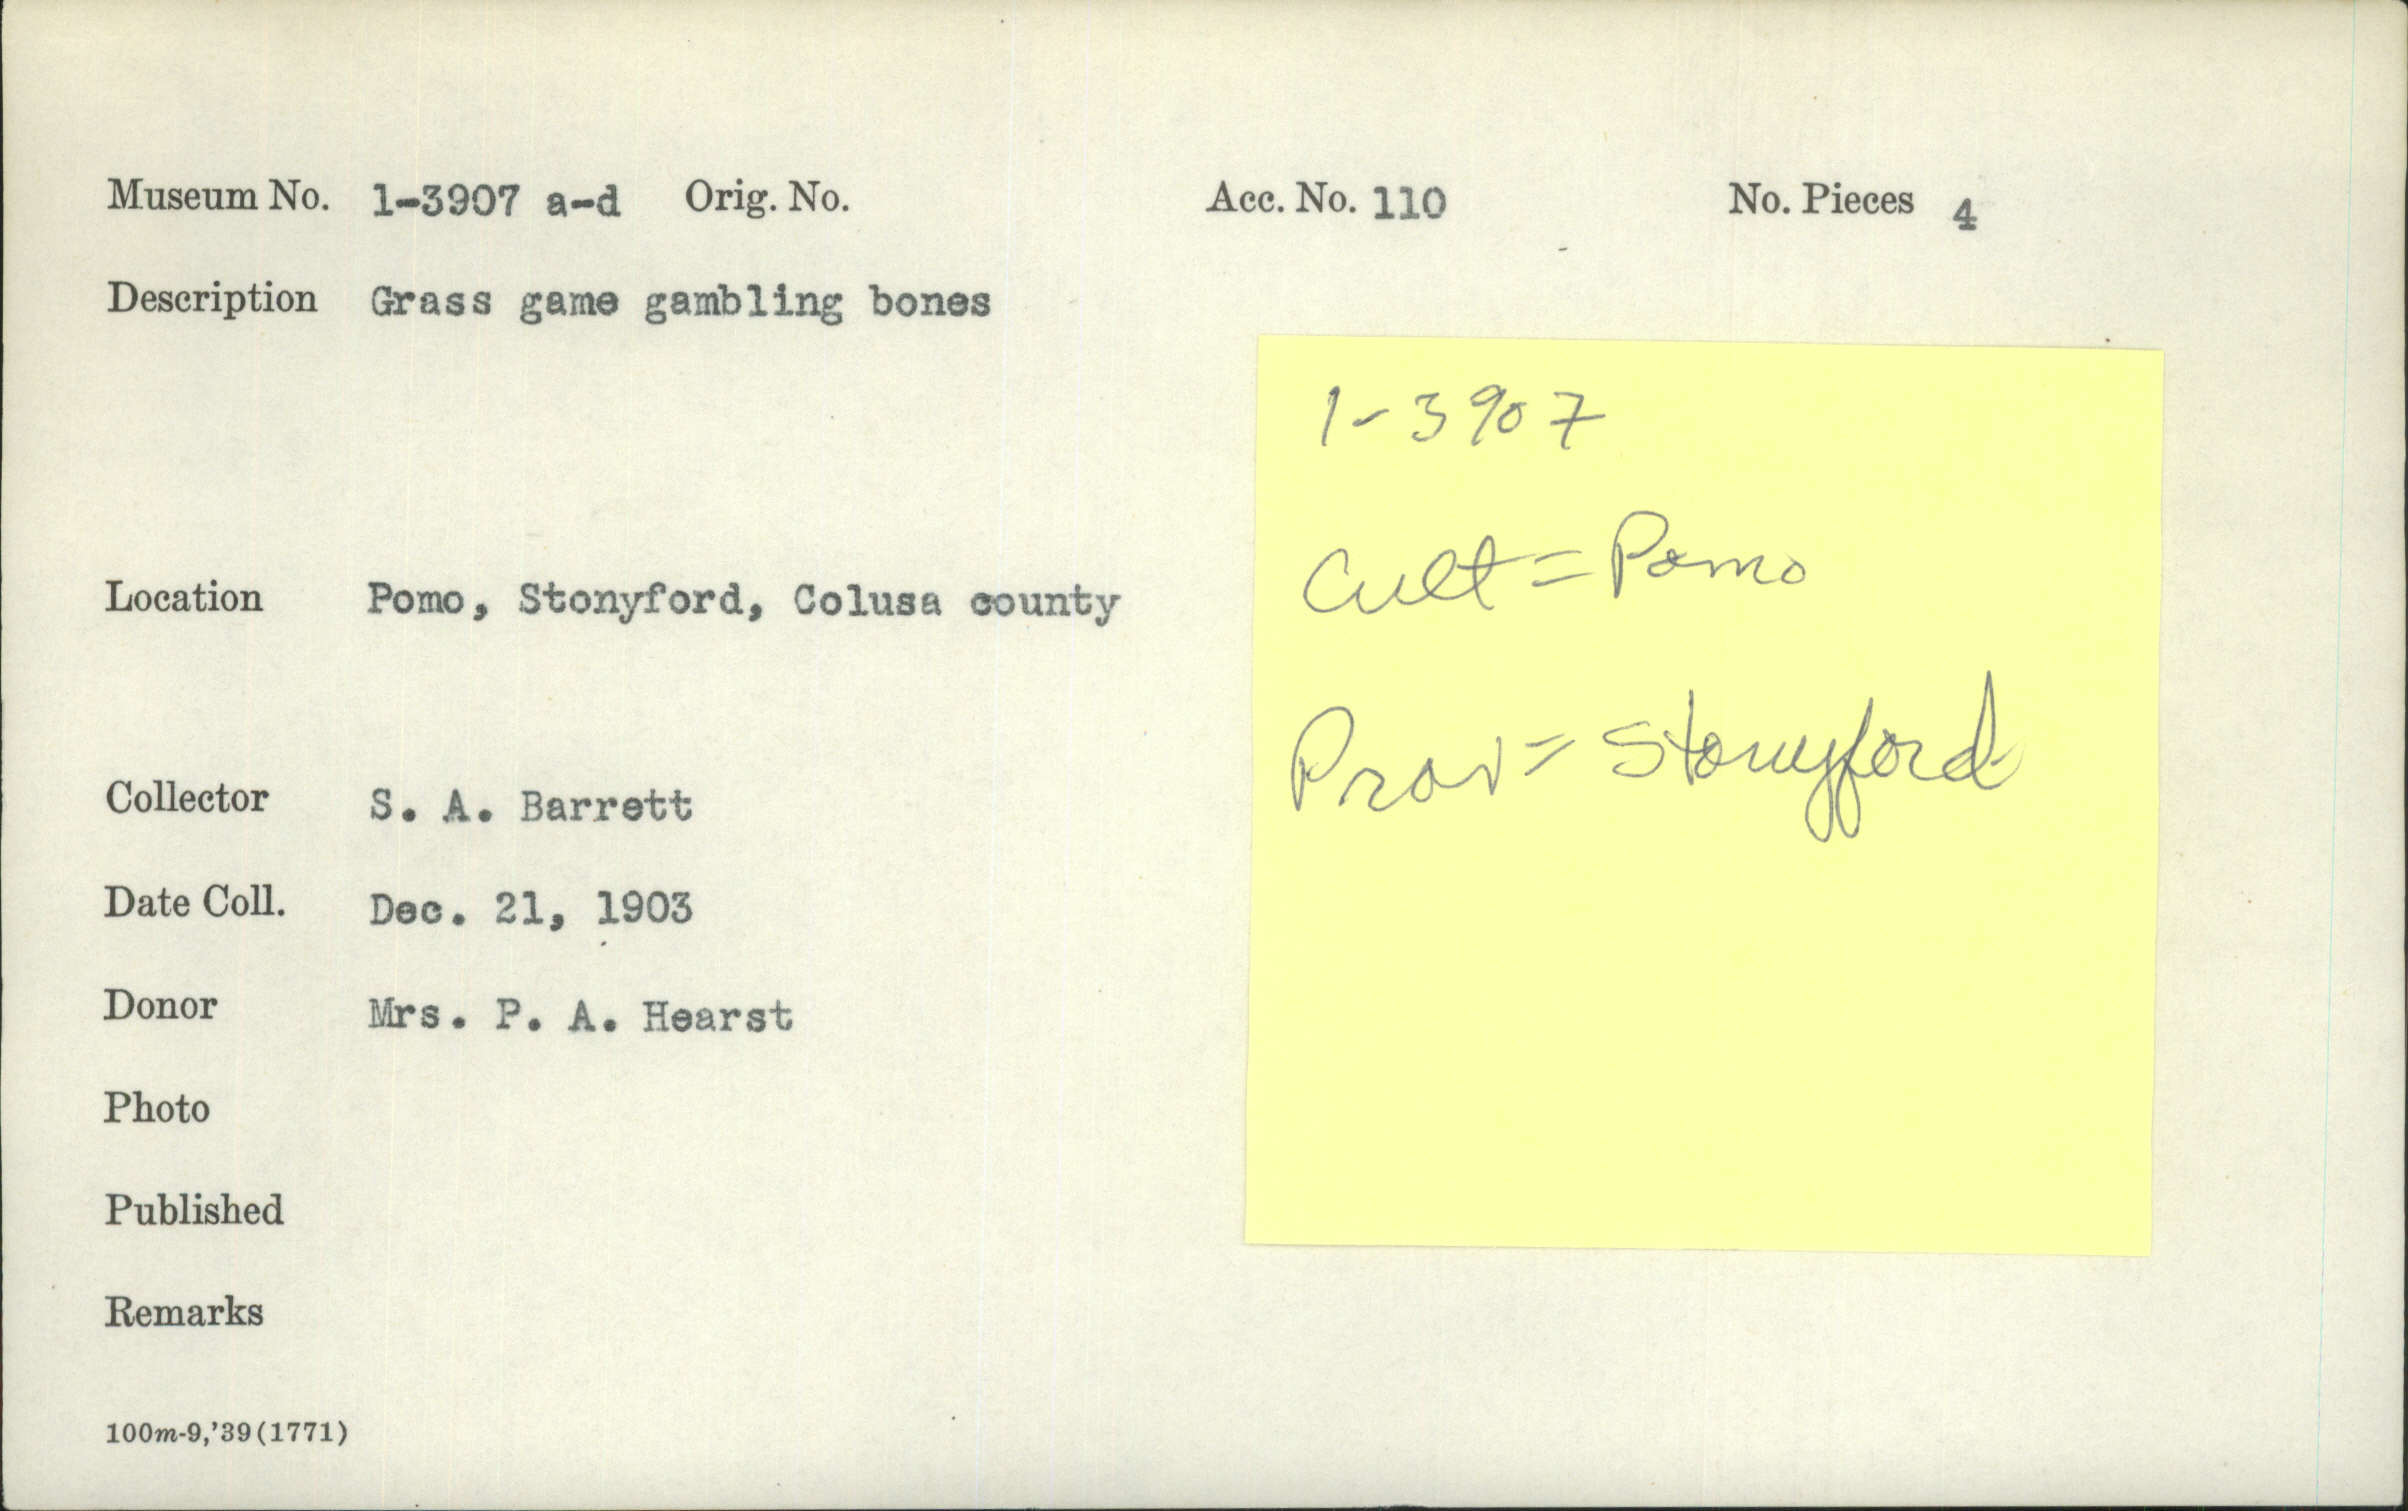 Museum No. 1-3907 a-d Orig. No. Acc. No. 110 No. Pieces 4
Description Grass game gambling bones
Location Pomo, Stonyford, Colusa county
Collector S. A. Barrett
Date Coll. Dec. 21, 1903
Donor Mrs. P. A. Hearst
Photo
Published
Remarks
100m-9,'39(1771)
1-3907
Cult=Pomo
Prov=Stonyford